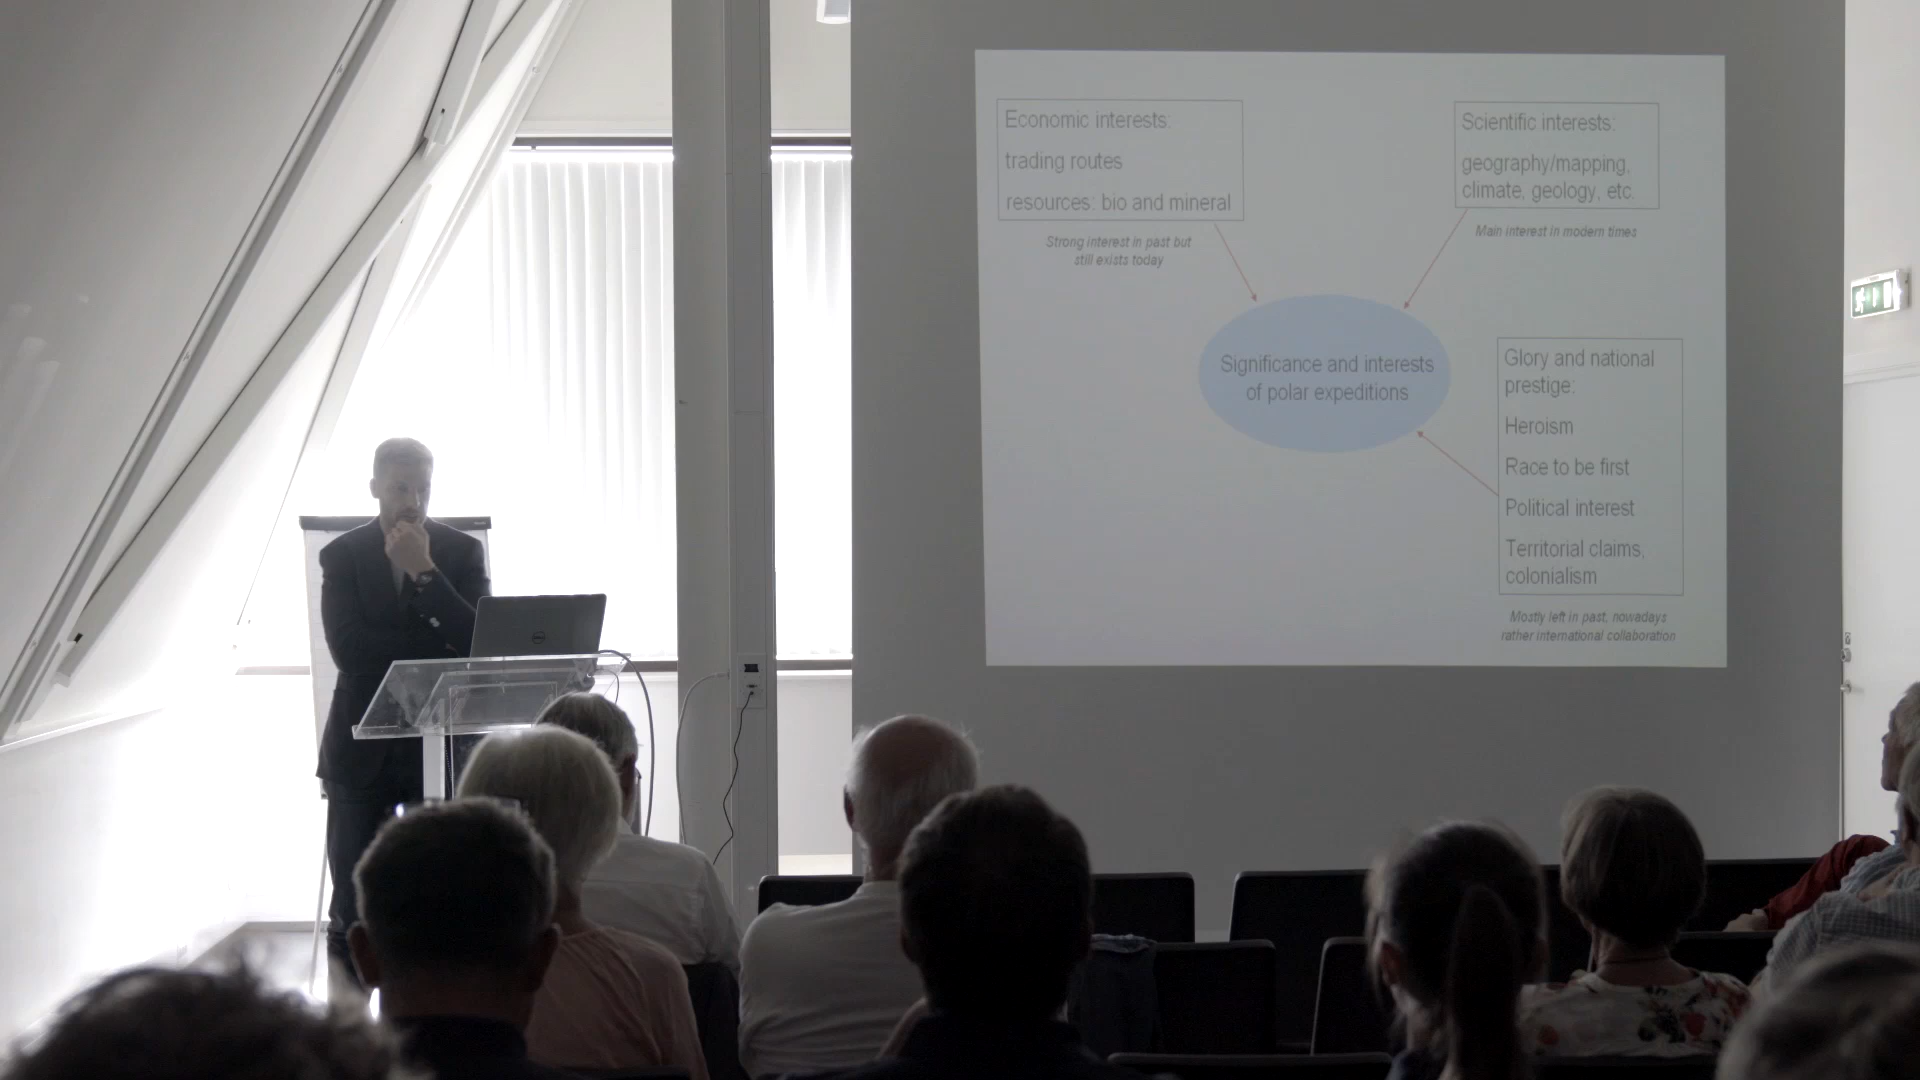 Economic interests:
trading routes
resources: bio and mineral
Strong interest in past but
still exists today
Scientific interests:
geography/mapping,
climate, geology, etc.
Main interest in modern times
Significance and interests
of polar expeditions
Glory and national
prestige:
Heroism
Race to be first
Political interest
Territorial claims,
colonialism
Mostly left in past, nowadays
rather international collaboration
DELL